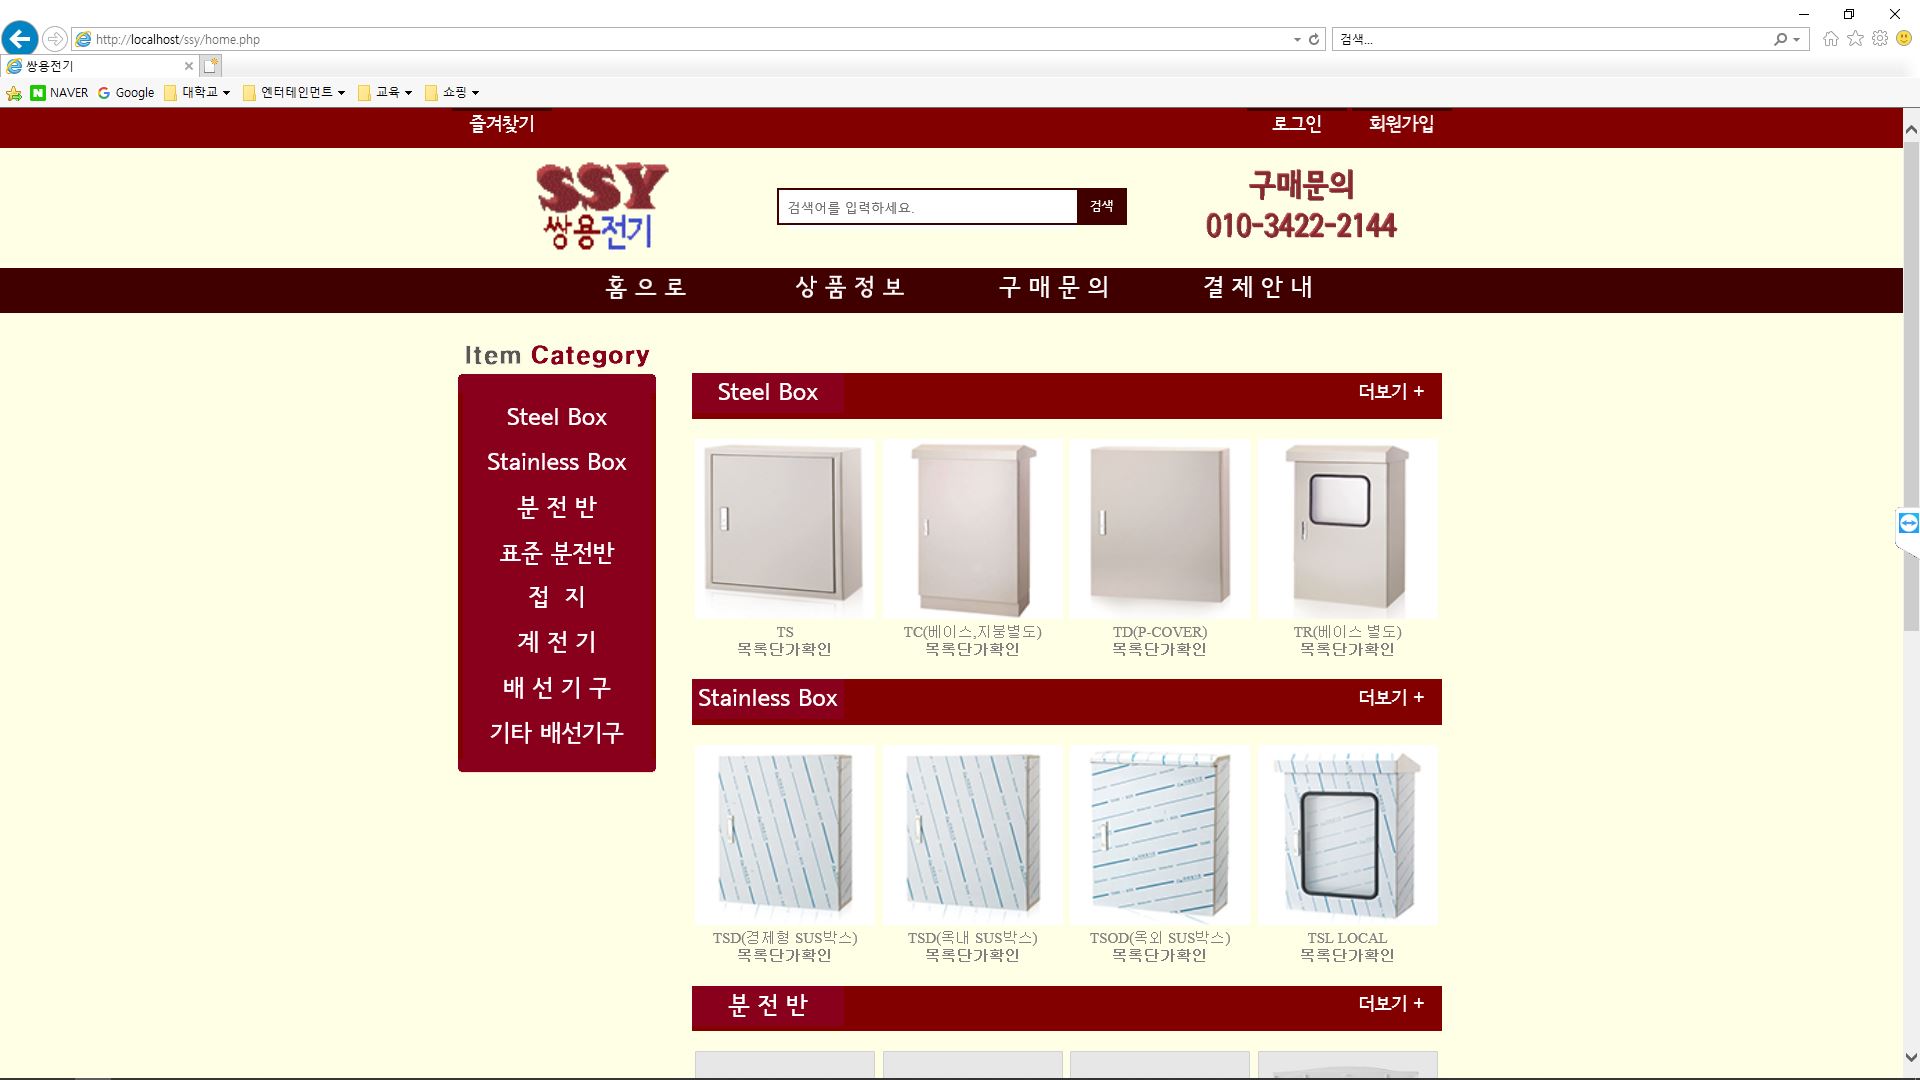 http://localhost/ssy/home.php
검색...
쌍용전기
NAVER
Google
대학교
엔터테인먼트
교육
쇼핑
즐겨찾기
로그인
회원가입
SSY
쌍용전기
검색어를 입력하세요.
검색
구매문의
010-3422-2144
홈 으 로
상 품 정 보
구 매 문 의
결 제 안 내
Item Category
Steel Box
Stainless Box
분 전 반
표준 분전반
접 지
계 전 기
배 선 기 구
기타 배선기구
Steel Box
더보기 +
TS
목록단가확인
TC(베이스,지붕별도)
목록단가확인
TD(P-COVER)
목록단가확인
TR(베이스 별도)
목록단가확인
Stainless Box
더보기 +
TSD(경제형 SUS박스)
목록단가확인
TSD(옥내 SUS박스)
목록단가확인
TSOD(옥외 SUS박스)
목록단가확인
TSL LOCAL
목록단가확인
분 전 반
더보기 +